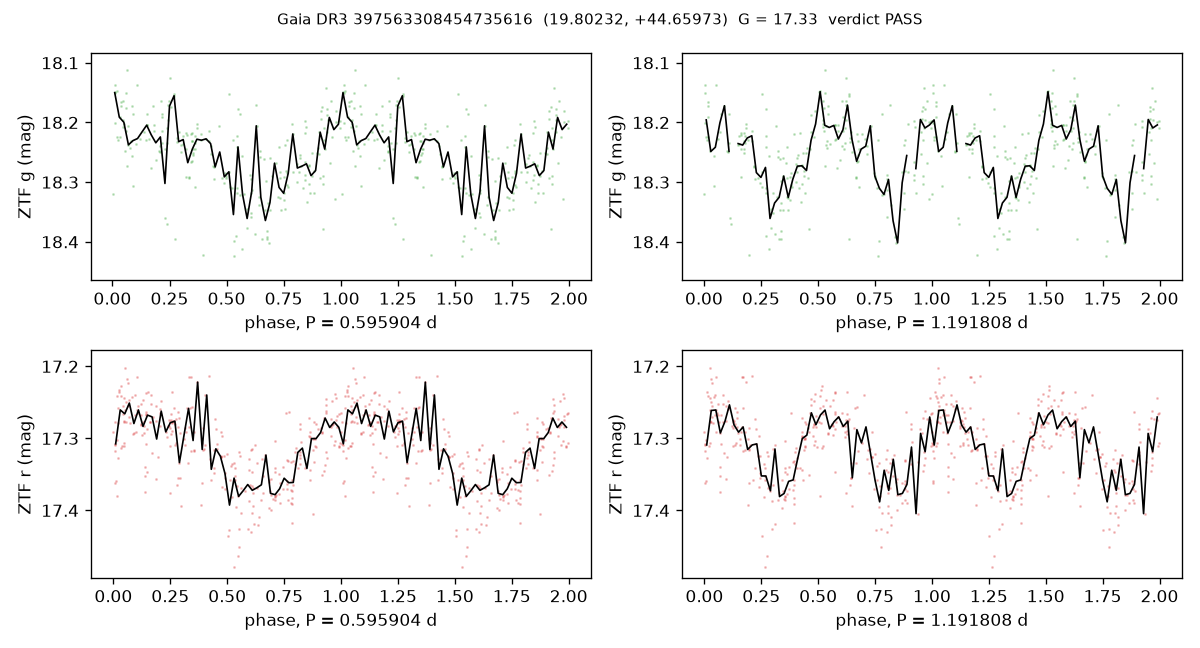 Gaia DR3 397563308454735616  (19.80232, +44.65973)  G = 17.33  verdict PASS
ZTF g (mag)
18.1
18.2
18.3
18.4
0.00 0.25 0.50 0.75 1.00 1.25 1.50 1.75 2.00
phase, P = 0.595904 d
ZTF g (mag)
18.1
18.2
18.3
18.4
0.00 0.25 0.50 0.75 1.00 1.25 1.50 1.75 2.00
phase, P = 1.191808 d
ZTF r (mag)
17.2
17.3
17.4
0.00 0.25 0.50 0.75 1.00 1.25 1.50 1.75 2.00
phase, P = 0.595904 d
ZTF r (mag)
17.2
17.3
17.4
0.00 0.25 0.50 0.75 1.00 1.25 1.50 1.75 2.00
phase, P = 1.191808 d